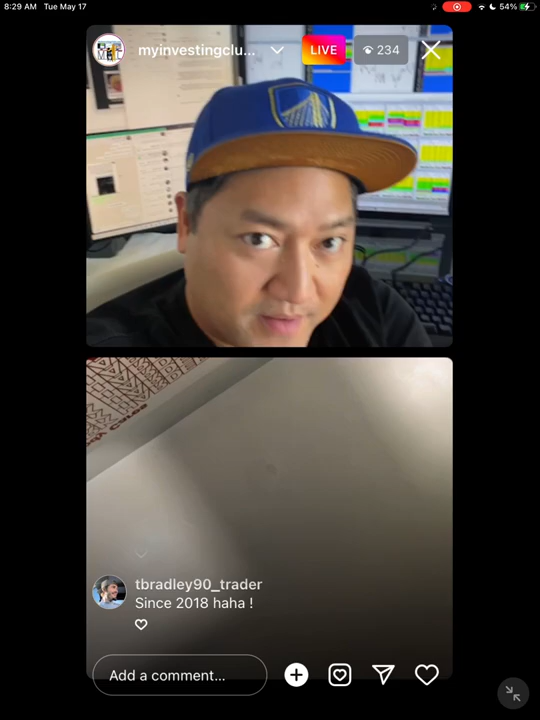 8:29 AM Tue May 17
54%
myinvestingclu...
LIVE
234
tbradley90_trader
Since 2018 haha !
Add a comment...